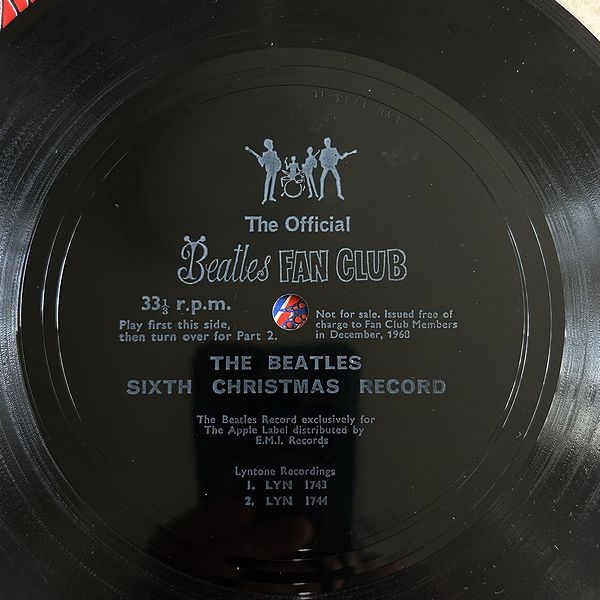 The Official
Beatles FAN CLUB
33⅓ r.p.m.
Play first this side,
then turn over for Part 2.
Not for sale. Issued free of
charge to Fan Club Members
in December, 1968
THE BEATLES
SIXTH CHRISTMAS RECORD
The Beatles Record exclusively for
The Apple Label distributed by
E.M.I. Records
Lyntone Recordings
1. LYN 1743
2. LYN 1744